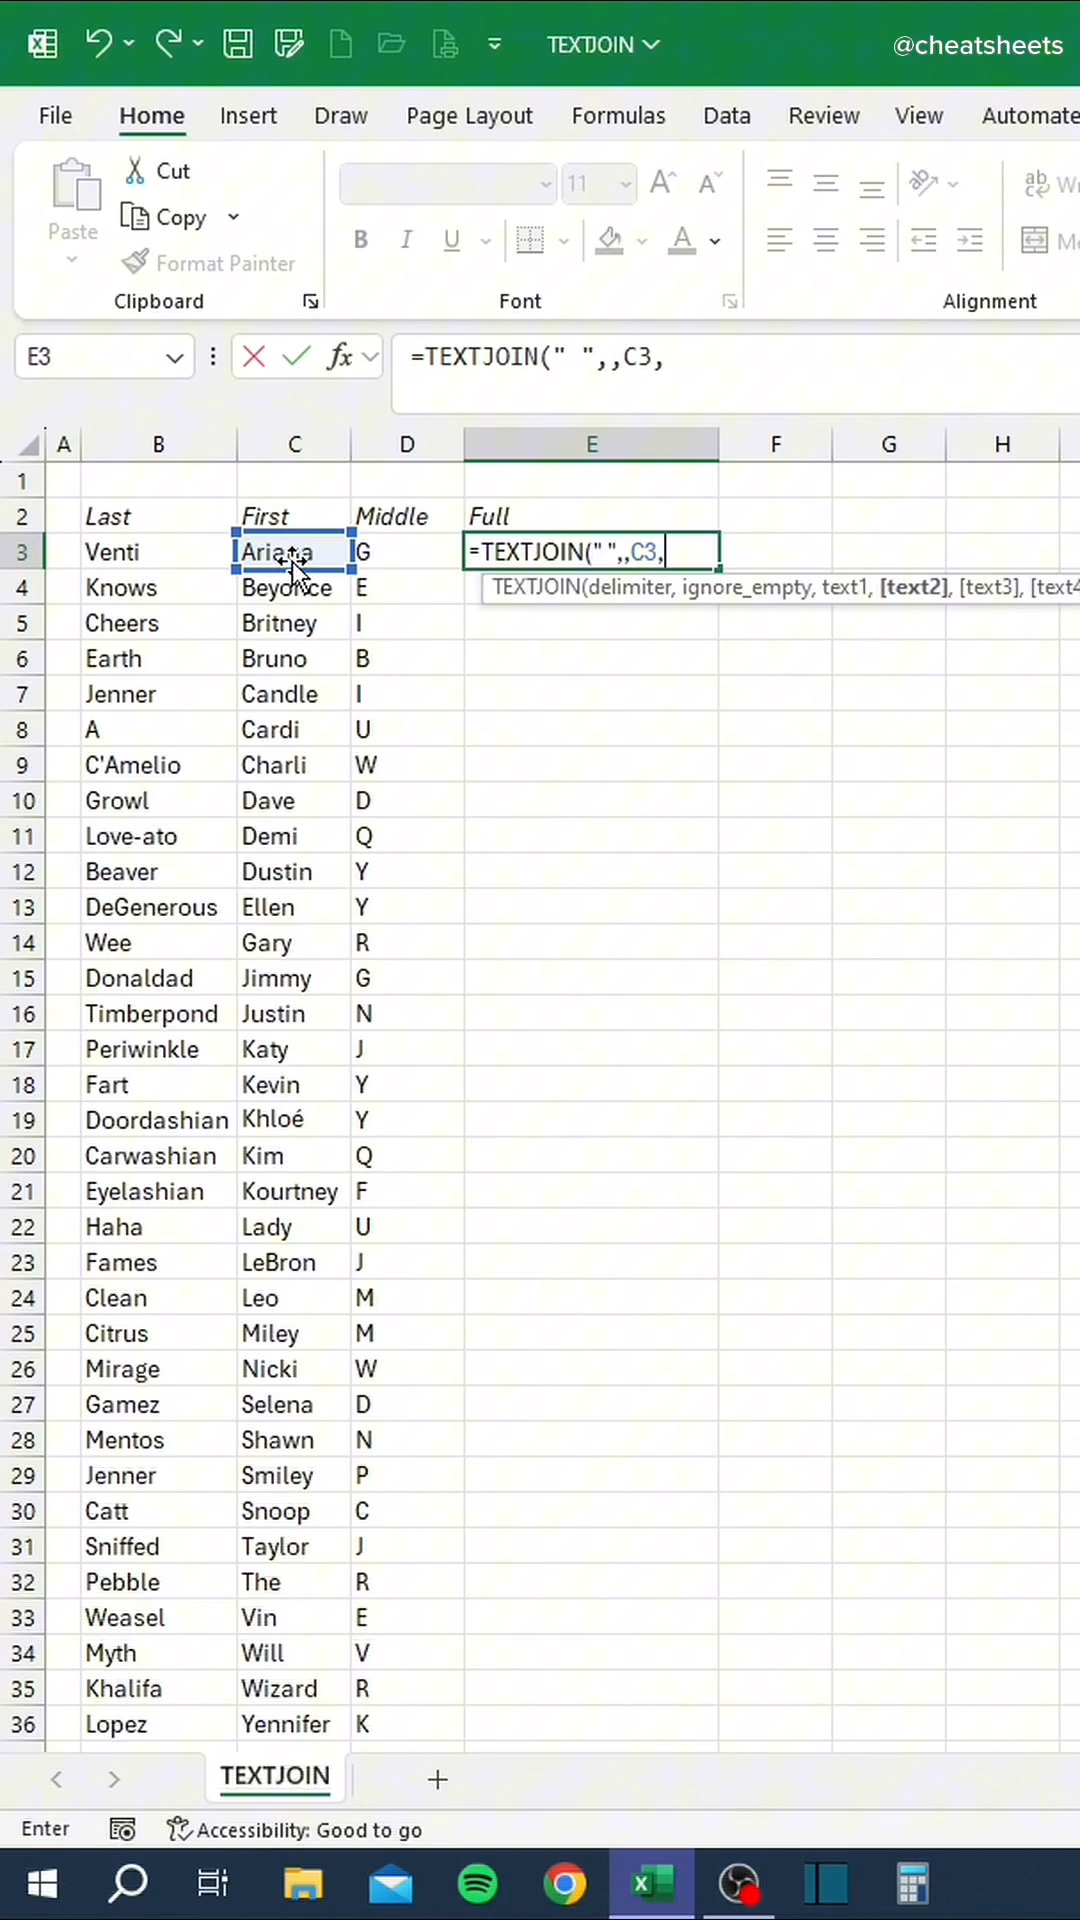 TEXTJOIN @cheatsheets
File Home Insert Draw Page Layout Formulas Data Review View Automate
Paste Cut Copy Format Painter
11 B I U A
Clipboard Font Alignment
E3 fx =TEXTJOIN(" ",,C3,
A B C D E F G H
1
2 Last First Middle Full
3 Venti Ariana G =TEXTJOIN(" ",,C3,
TEXTJOIN(delimiter, ignore_empty, text1, [text2], [text3], [text4
4 Knows Beyonce E
5 Cheers Britney I
6 Earth Bruno B
7 Jenner Candle I
8 A Cardi U
9 C'Amelio Charli W
10 Growl Dave D
11 Love-ato Demi Q
12 Beaver Dustin Y
13 DeGenerous Ellen Y
14 Wee Gary R
15 Donaldad Jimmy G
16 Timberpond Justin N
17 Periwinkle Katy J
18 Fart Kevin Y
19 Doordashian Khloé Y
20 Carwashian Kim Q
21 Eyelashian Kourtney F
22 Haha Lady U
23 Fames LeBron J
24 Clean Leo M
25 Citrus Miley M
26 Mirage Nicki W
27 Gamez Selena D
28 Mentos Shawn N
29 Jenner Smiley P
30 Catt Snoop C
31 Sniffed Taylor J
32 Pebble The R
33 Weasel Vin E
34 Myth Will V
35 Khalifa Wizard R
36 Lopez Yennifer K
TEXTJOIN
Enter Accessibility: Good to go